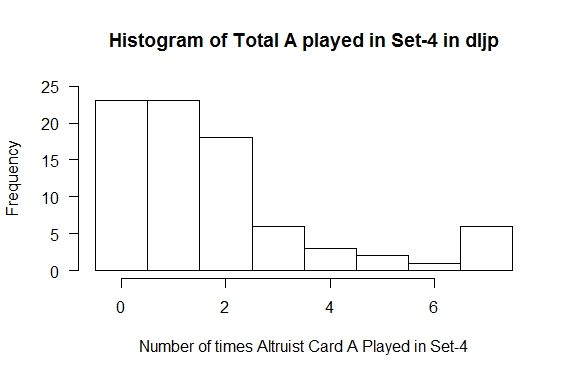 Histogram of Total A played in Set-4 in dljp
25
20
15
10
5
0
Frequency
0 2 4 6
Number of times Altruist Card A Played in Set-4